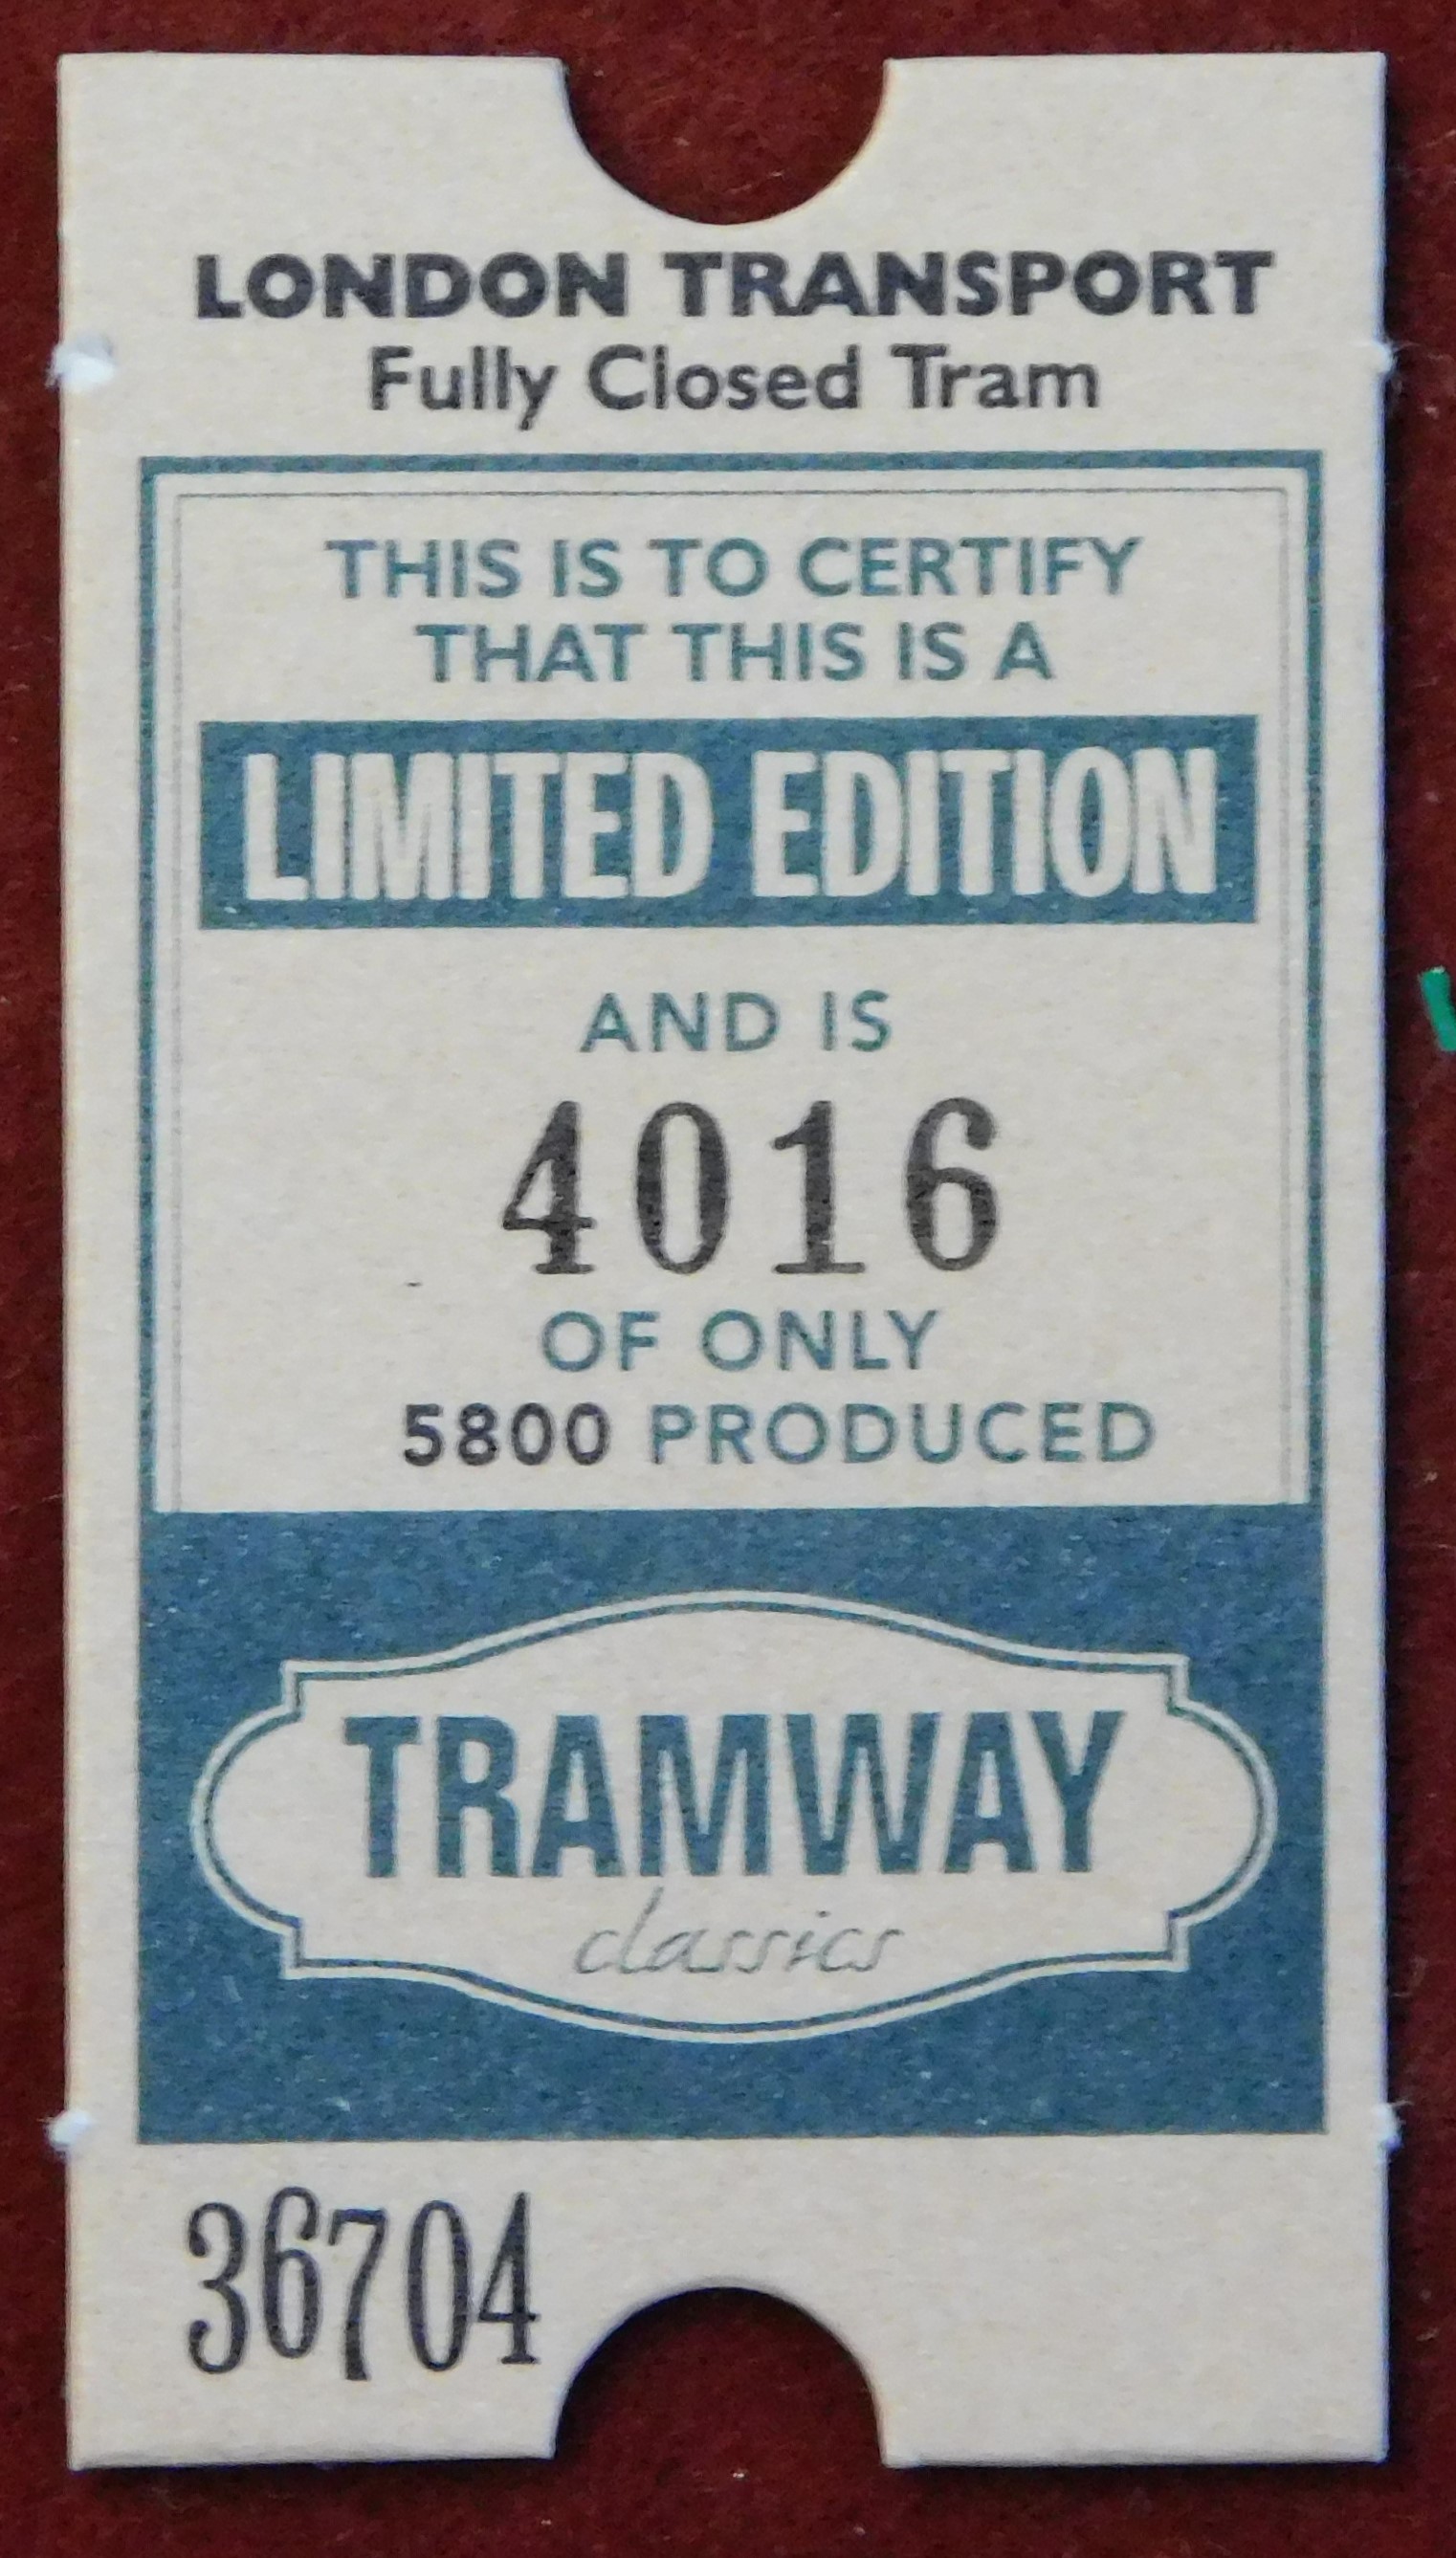 LONDON TRANSPORT
Fully Closed Tram
THIS IS TO CERTIFY
THAT THIS IS A
LIMITED EDITION
AND IS
4016
OF ONLY
5800 PRODUCED
TRAMWAY
classics
36704